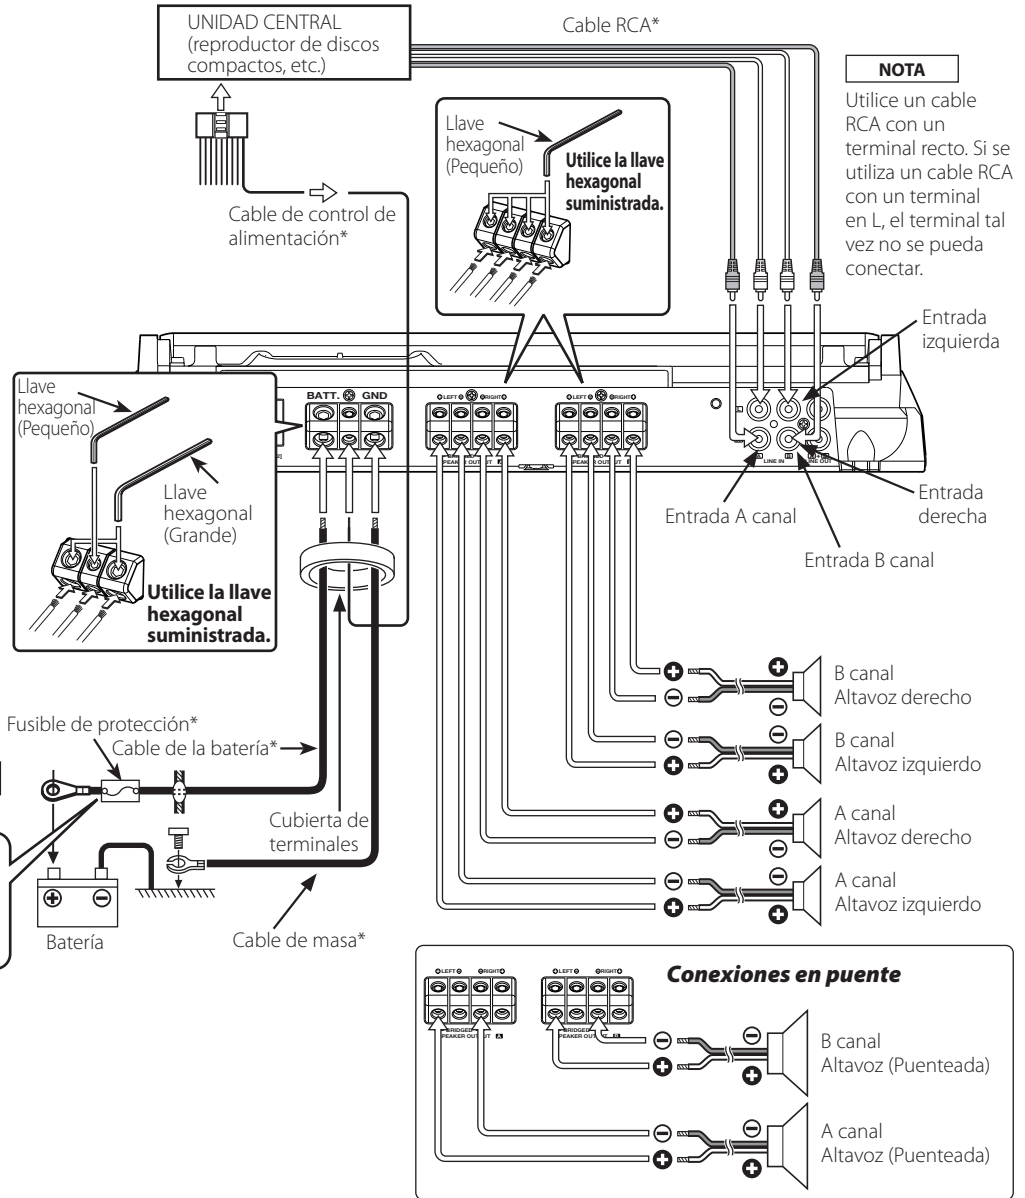 UNIDAD CENTRAL
(reproductor de discos
compactos, etc.)
Cable RCA*
NOTA
Utilice un cable
RCA con un
terminal recto. Si se
utiliza un cable RCA
con un terminal
en L, el terminal tal
vez no se pueda
conectar.
Llave
hexagonal
(Pequeño)
Utilice la llave
hexagonal
suministrada.
Cable de control de
alimentación*
Entrada
izquierda
Llave
hexagonal
(Pequeño)
Llave
hexagonal
(Grande)
Utilice la llave
hexagonal
suministrada.
BATT. GND
LEFT RIGHT
LEFT RIGHT
LINE IN
Entrada A canal
Entrada
derecha
Entrada B canal
B canal
Altavoz derecho
B canal
Altavoz izquierdo
A canal
Altavoz derecho
A canal
Altavoz izquierdo
Fusible de protección*
Cable de la batería*
Cubierta de
terminales
Batería
Cable de masa*
Conexiones en puente
LEFT RIGHT
LEFT RIGHT
B canal
Altavoz (Puenteada)
A canal
Altavoz (Puenteada)